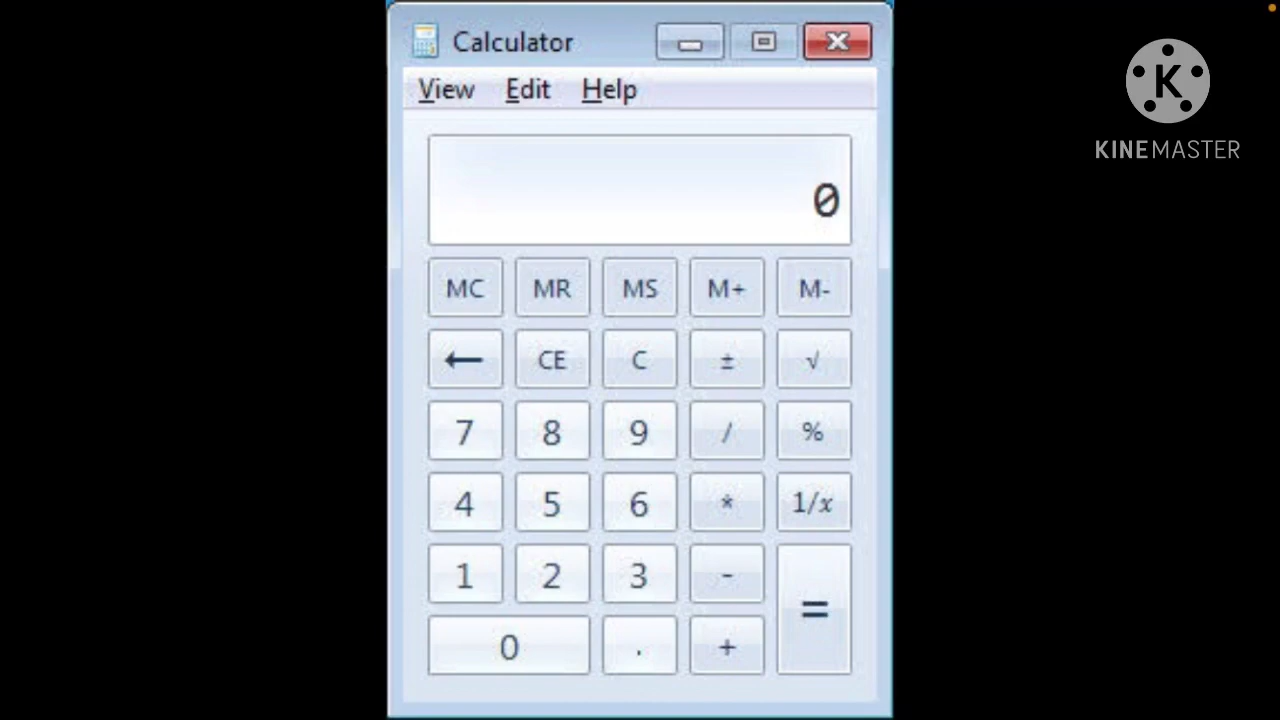 Calculator
View Edit Help
K
KINEMASTER
0
MC MR MS M+ M-
← CE C ± √
7 8 9 / %
4 5 6 * 1/x
1 2 3 - =
0 . +